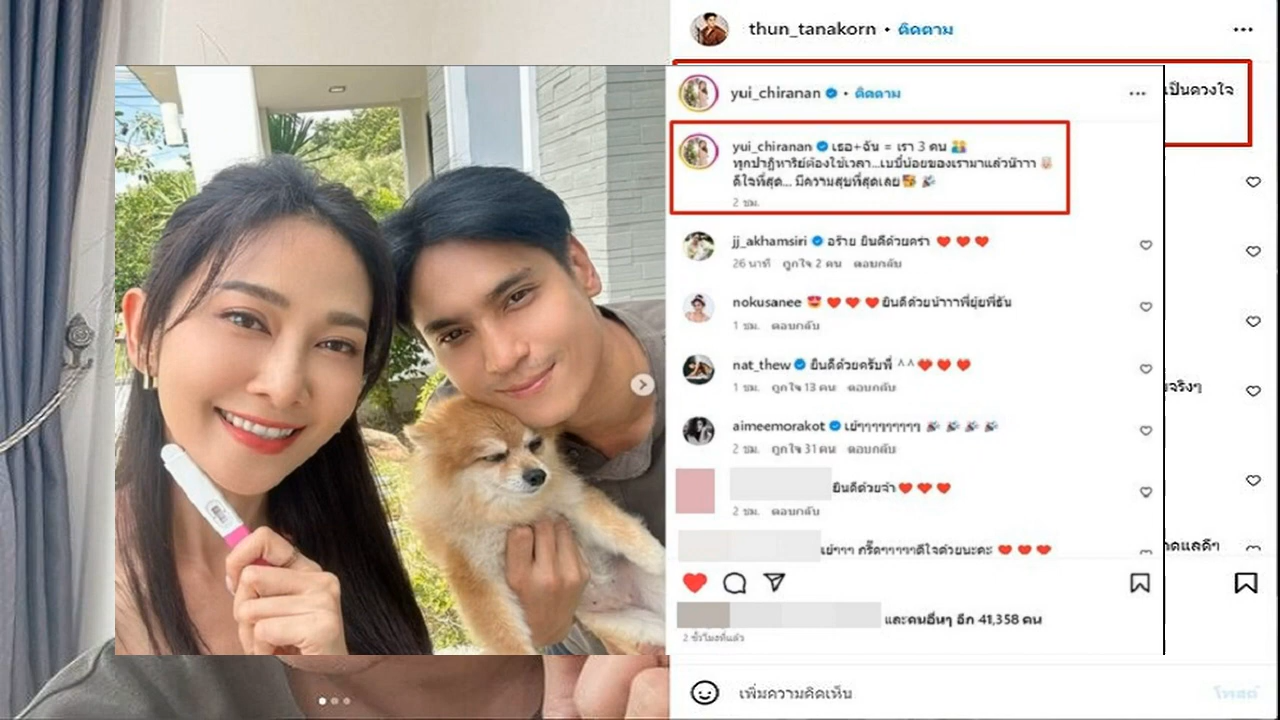 thun_tanakorn • ติดตาม
เป็นดวงใจ
yui_chiranan • ติดตาม
yui_chiranan เธอ+ฉัน = เรา 3 คน
ทุกปาฏิหาริย์ต้องใช้เวลา...เบบี๋น้อยของเรามาแล้วน๊าาา
ดีใจที่สุด... มีความสุขที่สุดเลย
2 ชม.
jj_akhamsiri อร๊าย ยินดีด้วยคร่า
26 นาที ถูกใจ 2 คน ตอบกลับ
nokusanee ยินดีด้วยน้าาาพี่ยุ้ยพี่ธัน
1 ชม. ตอบกลับ
nat_thew ยินดีด้วยครับพี่ ^^
1 ชม. ถูกใจ 13 คน ตอบกลับ
จริงๆ
aimeemorakot เย้ๆๆๆๆๆๆๆๆ
2 ชม. ถูกใจ 31 คน ตอบกลับ
ยินดีด้วยจ้า
2 ชม. ตอบกลับ
เย่ๆๆๆ กรี๊ดๆๆๆๆๆดีใจด้วยนะคะ
และคนอื่นๆ อีก 41,358 คน
2 ชั่วโมงที่แล้ว
เพิ่มความคิดเห็น
โพสต์